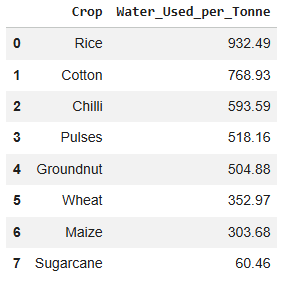 Crop Water_Used_per_Tonne
0 Rice 932.49
1 Cotton 768.93
2 Chilli 593.59
3 Pulses 518.16
4 Groundnut 504.88
5 Wheat 352.97
6 Maize 303.68
7 Sugarcane 60.46